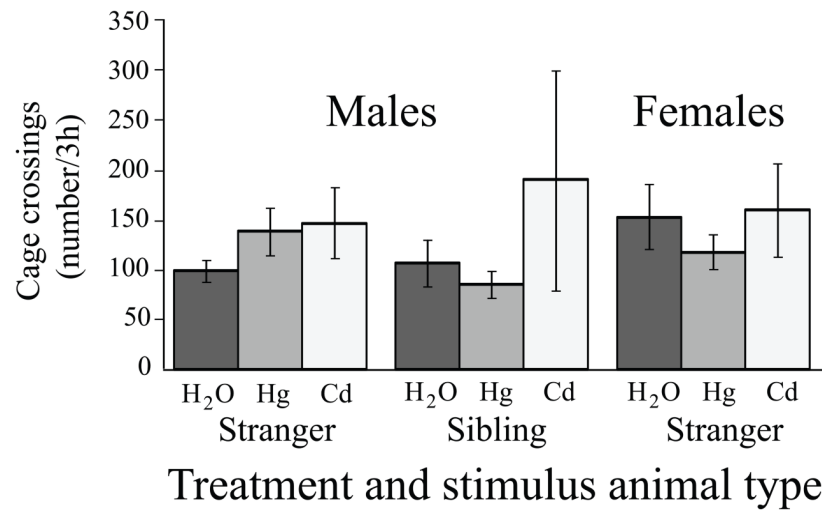 350
300
250
200
150
100
50
0
Cage crossings
(number/3h)
Males
Females
H₂O Hg Cd H₂O Hg Cd H₂O Hg Cd
Stranger Sibling Stranger
Treatment and stimulus animal type